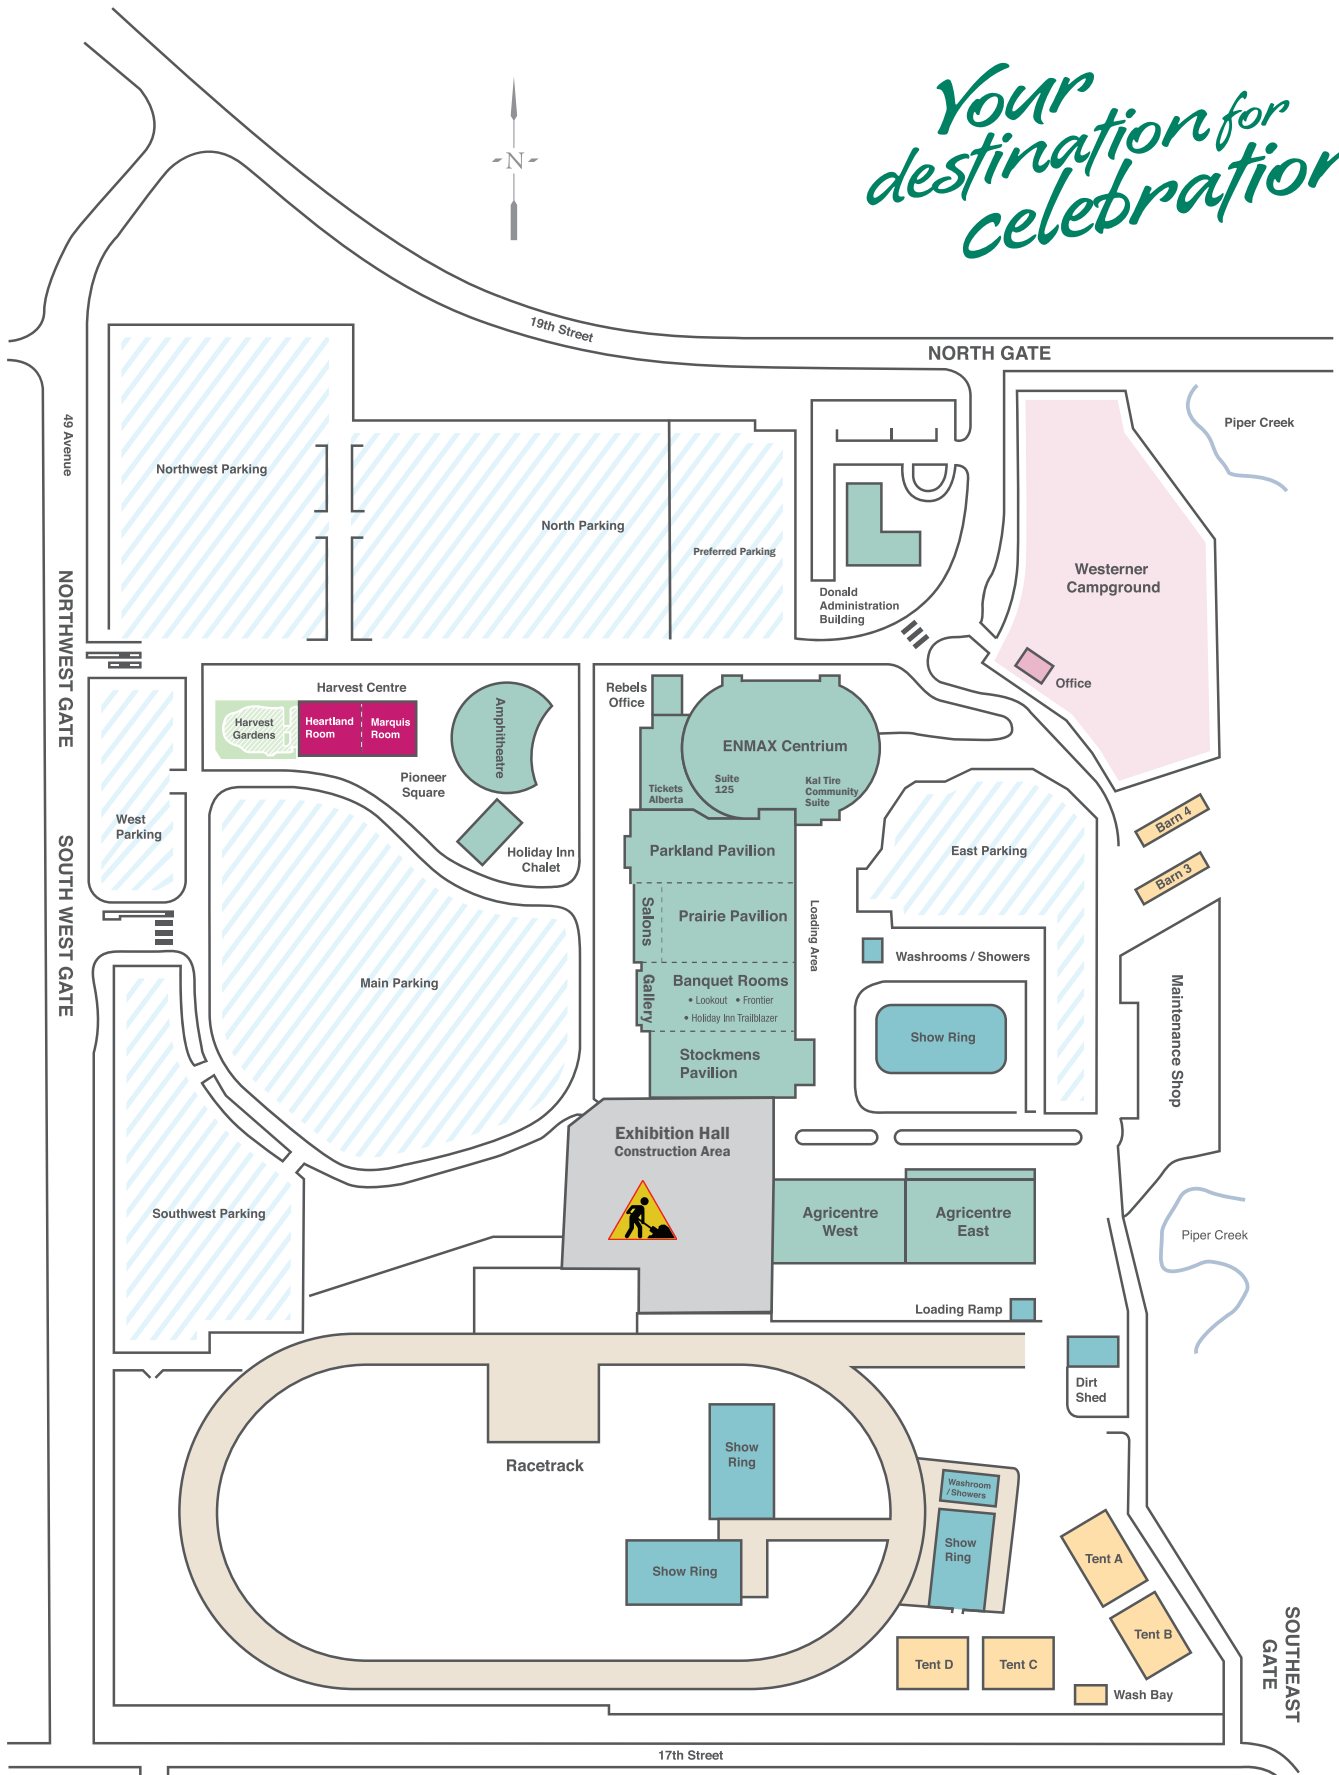 Your
destination for
celebration
N
19th Street
NORTH GATE
49 Avenue
Piper Creek
Northwest Parking
North Parking
Preferred Parking
Westerner
Campground
Donald
Administration
Building
NORTHWEST GATE
Office
Harvest Centre
Harvest
Gardens
Heartland
Room
Marquis
Room
Amphitheatre
Rebels
Office
ENMAX Centrium
Suite
125
Kal Tire
Community
Suite
Tickets
Alberta
Pioneer
Square
Holiday Inn
Chalet
West
Parking
SOUTH WEST GATE
Parkland Pavilion
East Parking
Barn 4
Barn 3
Salons
Prairie Pavilion
Loading Area
Washrooms / Showers
Main Parking
Gallery
Banquet Rooms
• Lookout • Frontier
• Holiday Inn Trailblazer
Stockmens
Pavilion
Show Ring
Maintenance Shop
Exhibition Hall
Construction Area
Southwest Parking
Agricentre
West
Agricentre
East
Piper Creek
Loading Ramp
Dirt
Shed
Racetrack
Show
Ring
Show Ring
Washroom
/ Showers
Show
Ring
Tent A
Tent B
Tent D
Tent C
Wash Bay
SOUTHEAST
GATE
17th Street